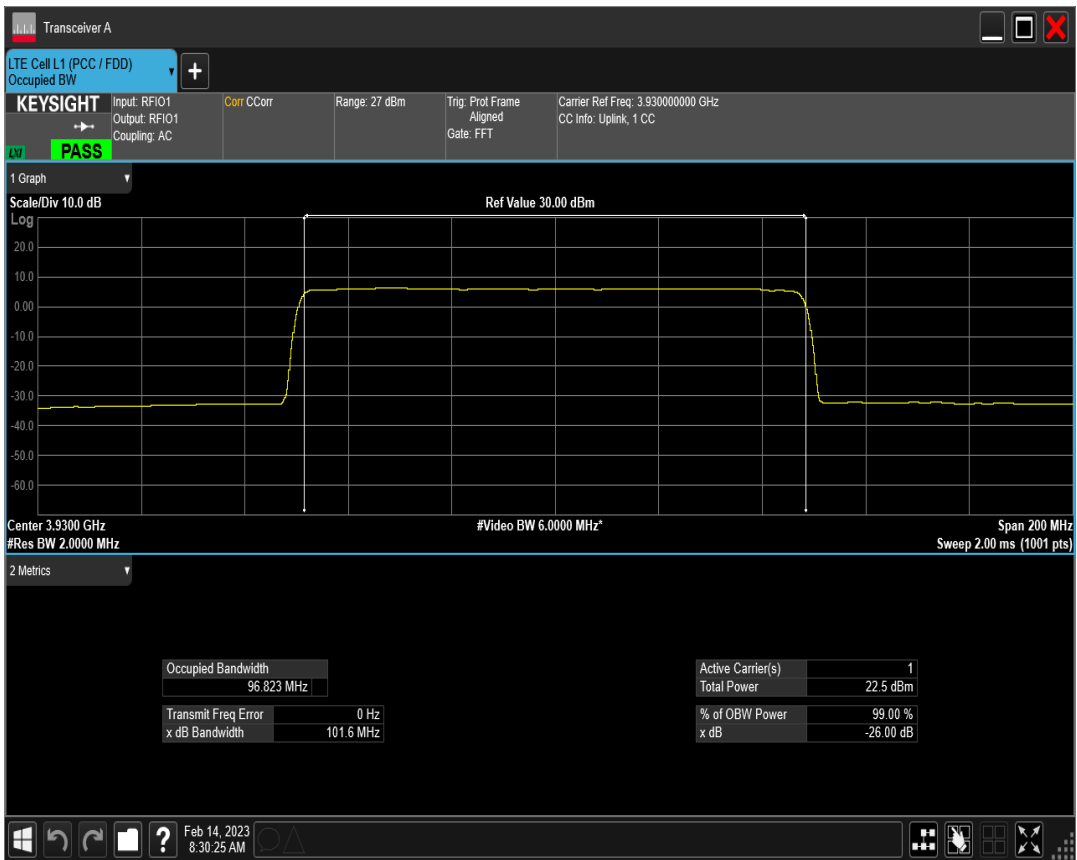 Transceiver A
LTE Cell L1 (PCC / FDD)
Occupied BW
+
KEYSIGHT
LXI
PASS
Input: RFIO1
Output: RFIO1
Coupling: AC
Corr CCorr
Range: 27 dBm
Trig: Prot Frame
Aligned
Gate: FFT
Carrier Ref Freq: 3.930000000 GHz
CC Info: Uplink, 1 CC
1 Graph
Scale/Div 10.0 dB
Ref Value 30.00 dBm
Log
20.0
10.0
0.00
-10.0
-20.0
-30.0
-40.0
-50.0
-60.0
Center 3.9300 GHz
#Video BW 6.0000 MHz*
Span 200 MHz
#Res BW 2.0000 MHz
Sweep 2.00 ms (1001 pts)
2 Metrics
Occupied Bandwidth
96.823 MHz
Transmit Freq Error 0 Hz
x dB Bandwidth 101.6 MHz
Active Carrier(s) 1
Total Power 22.5 dBm
% of OBW Power 99.00 %
x dB -26.00 dB
?
Feb 14, 2023
8:30:25 AM